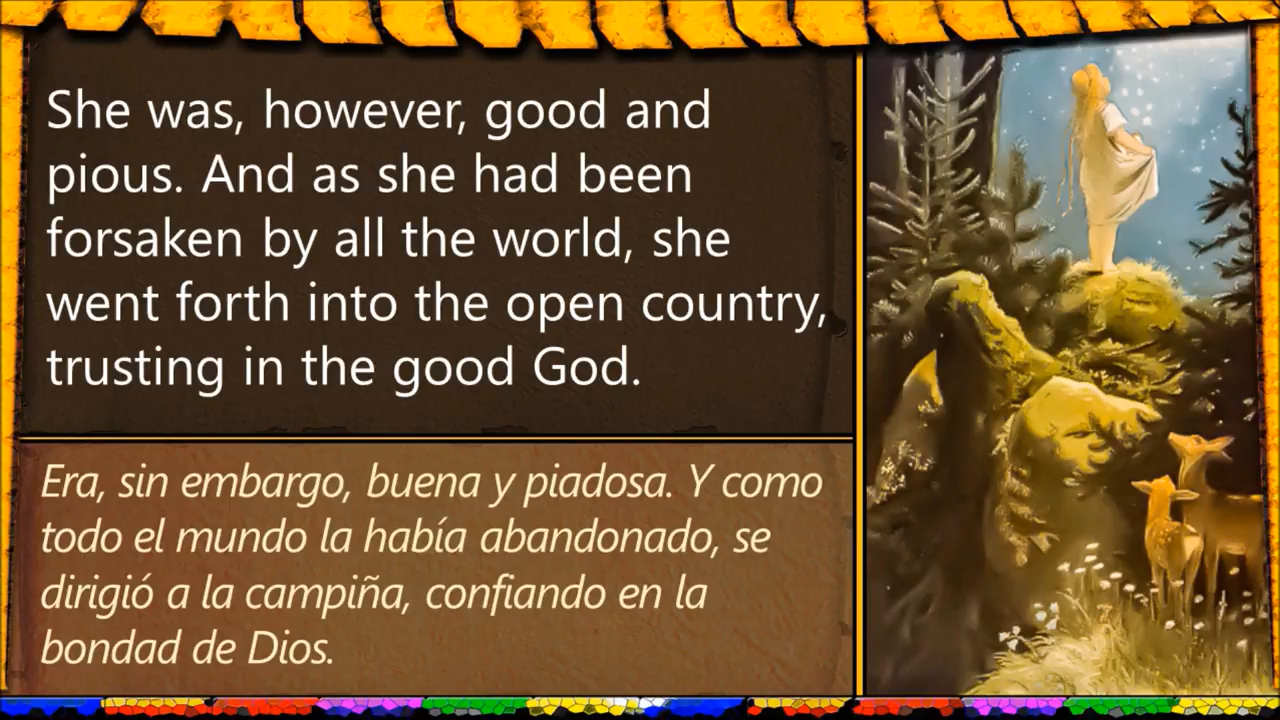 She was, however, good and
pious. And as she had been
forsaken by all the world, she
went forth into the open country,
trusting in the good God.
Era, sin embargo, buena y piadosa. Y como
todo el mundo la había abandonado, se
dirigió a la campiña, confiando en la
bondad de Dios.